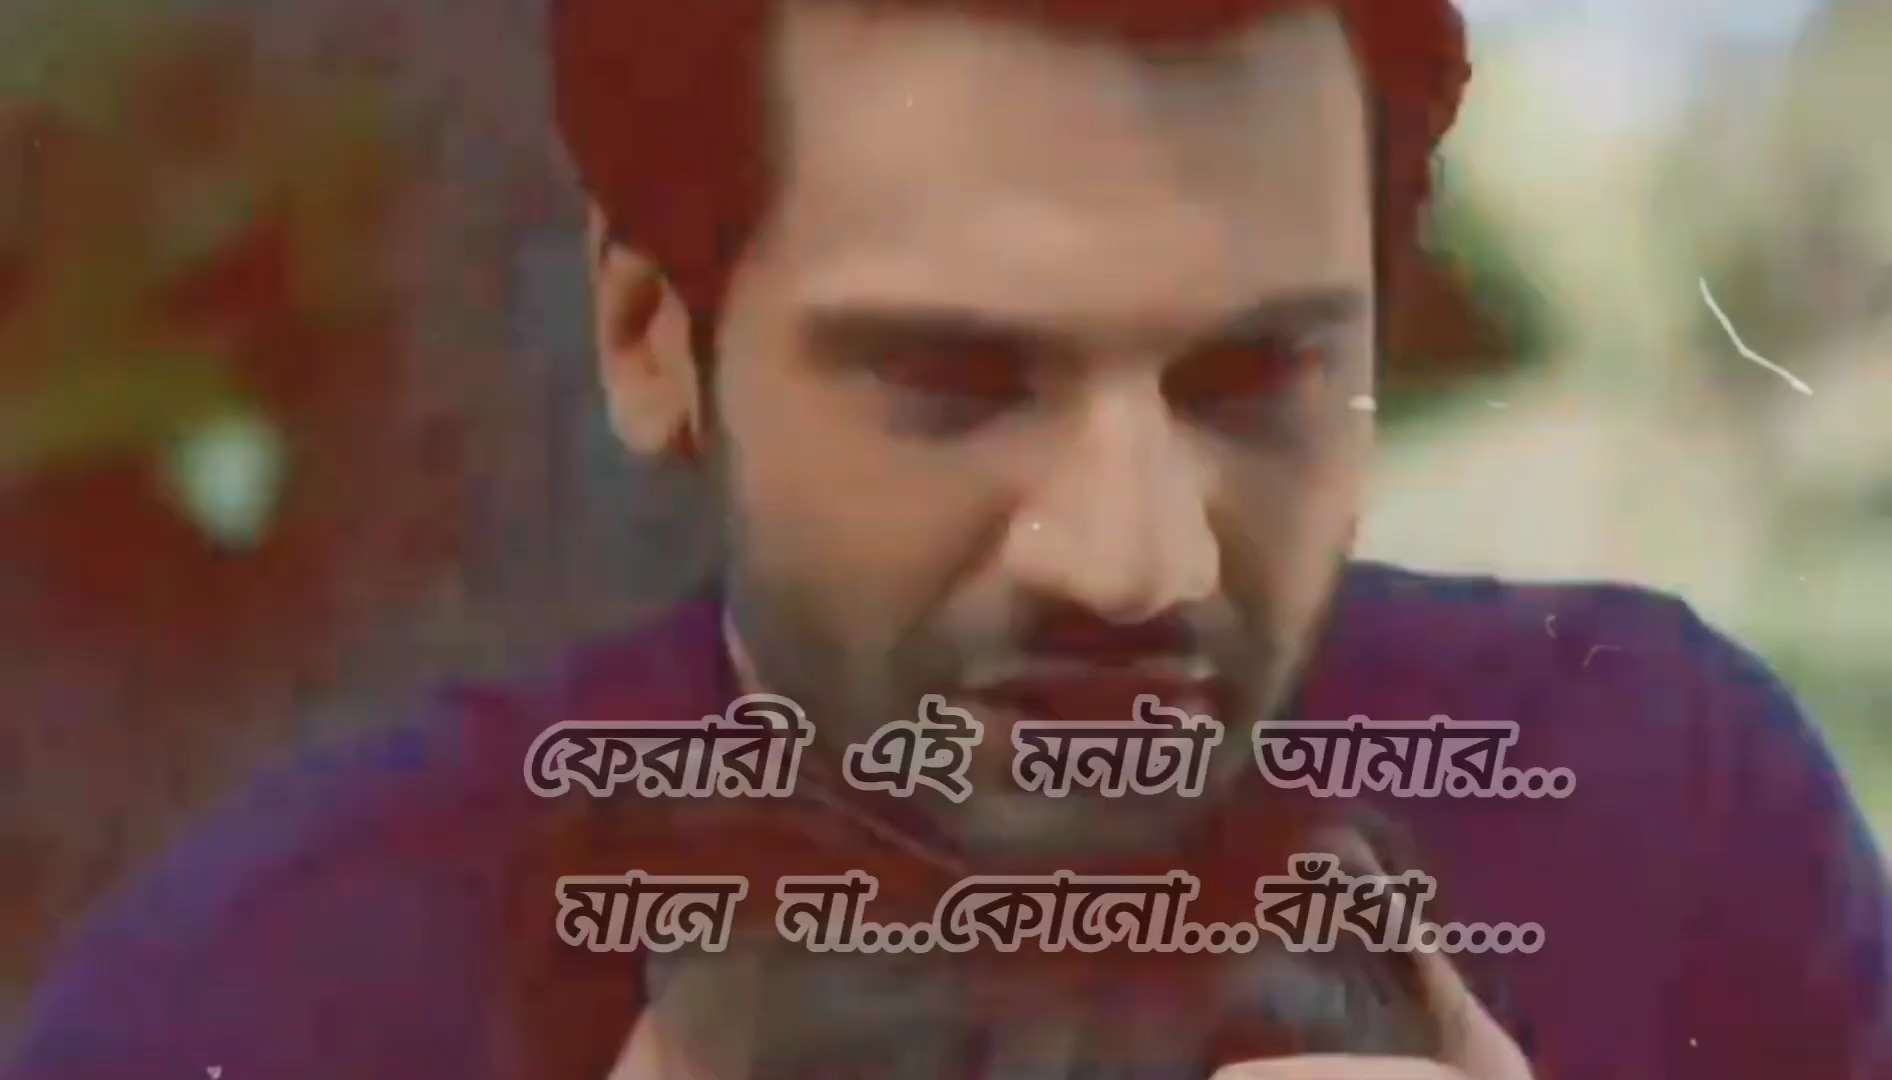 ফেরারী এই মনটা আমার...
মানে না...কোনো...বাঁধা.....